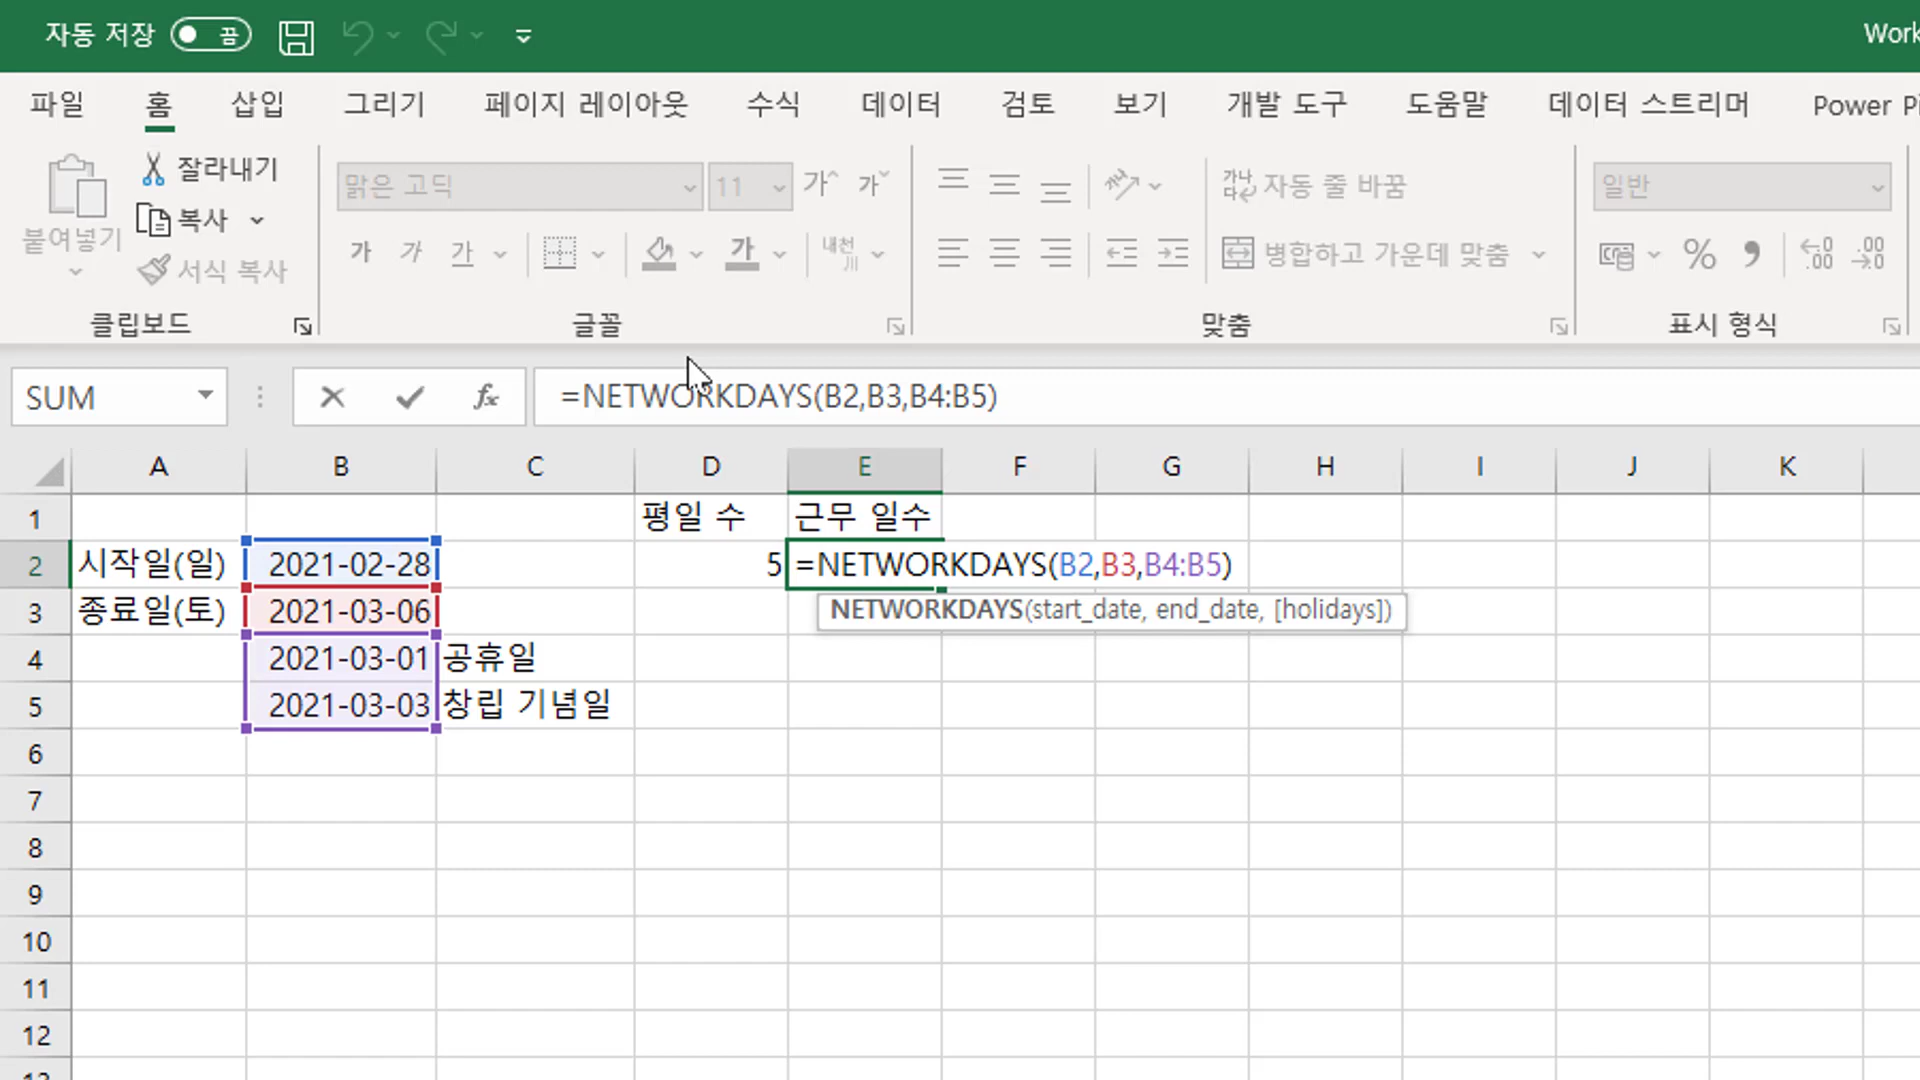 자동 저장 끔 Work
파일 홈 삽입 그리기 페이지 레이아웃 수식 데이터 검토 보기 개발 도구 도움말 데이터 스트리머 Power Pi
붙여넣기
잘라내기
복사
서식 복사
클립보드
맑은 고딕 11 가 가
가 가 가 가 내천
글꼴
자동 줄 바꿈
병합하고 가운데 맞춤
맞춤
일반
% 표시 형식
SUM fx =NETWORKDAYS(B2,B3,B4:B5)
A B C D E F G H I J K
1 평일 수 근무 일수
2 시작일(일) 2021-02-28 5 =NETWORKDAYS(B2,B3,B4:B5)
NETWORKDAYS(start_date, end_date, [holidays])
3 종료일(토) 2021-03-06
4 2021-03-01 공휴일
5 2021-03-03 창립 기념일
6
7
8
9
10
11
12